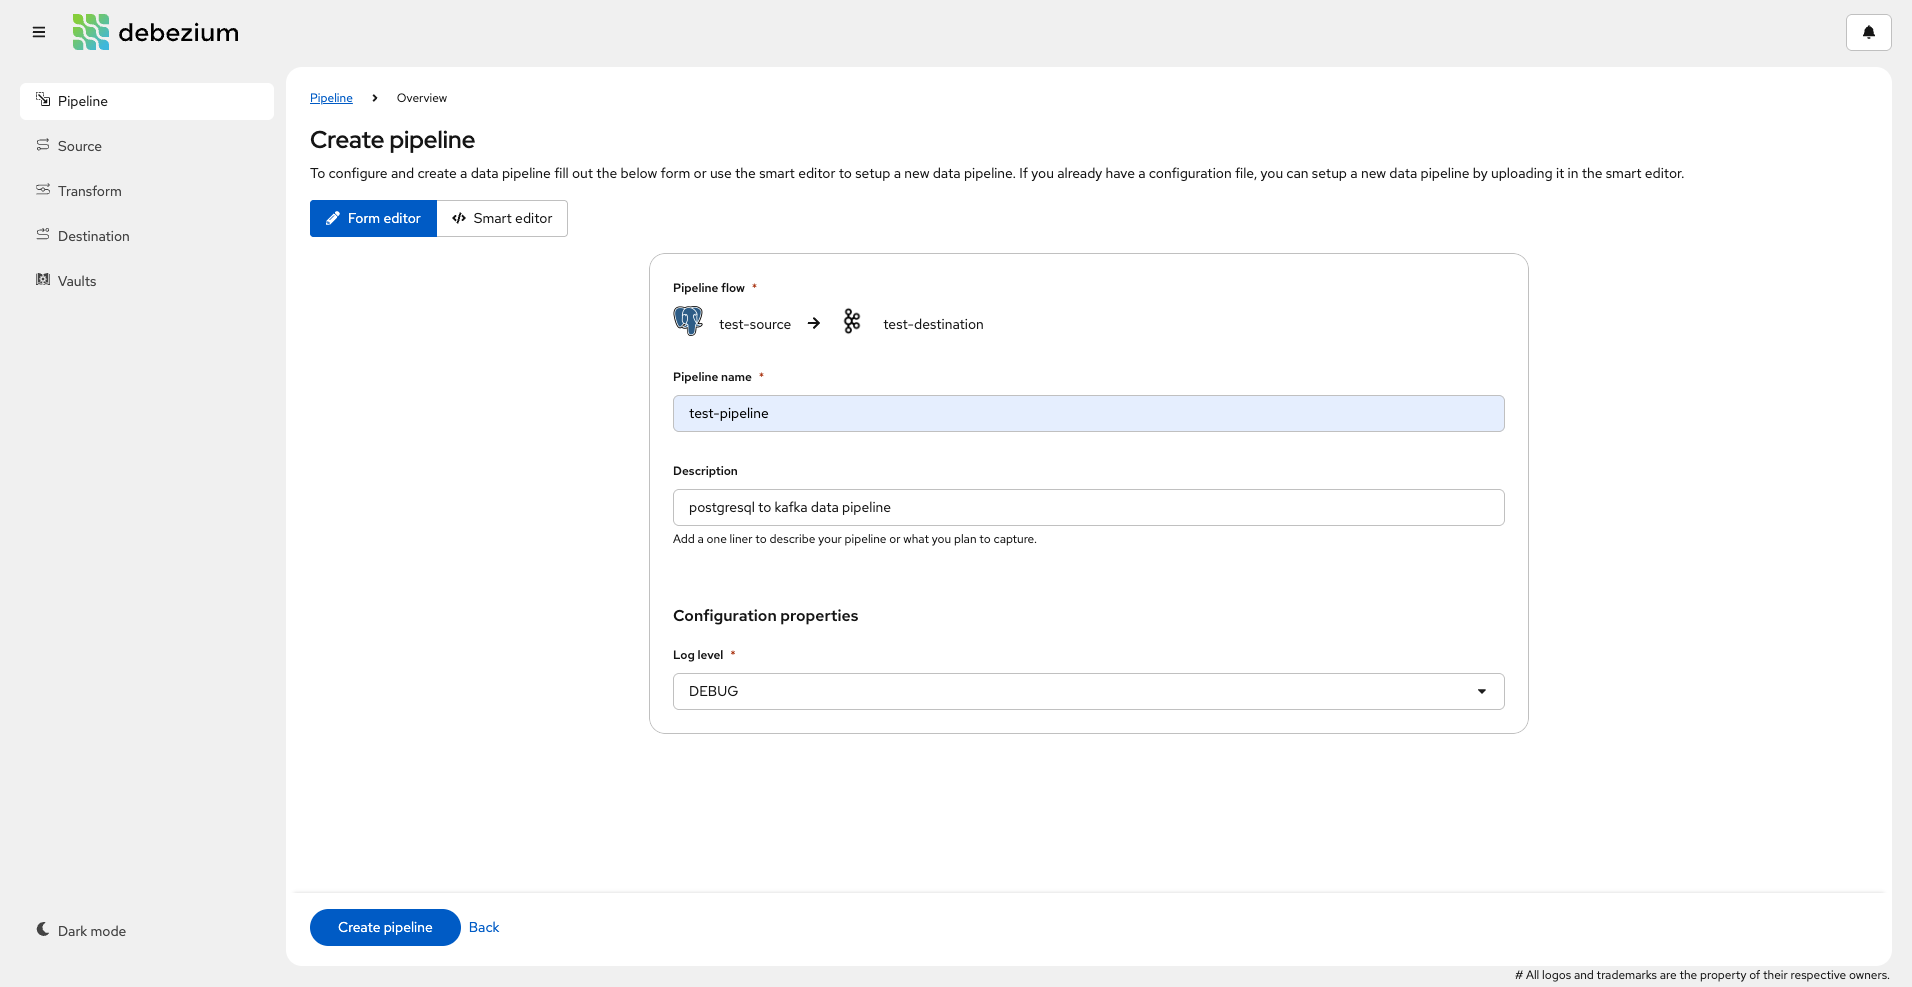 debezium
Pipeline
Source
Transform
Destination
Vaults
Dark mode
Pipeline > Overview
Create pipeline
To configure and create a data pipeline fill out the below form or use the smart editor to setup a new data pipeline. If you already have a configuration file, you can setup a new data pipeline by uploading it in the smart editor.
Form editor
Smart editor
Pipeline flow *
test-source → test-destination
Pipeline name *
test-pipeline
Description
postgresql to kafka data pipeline
Add a one liner to describe your pipeline or what you plan to capture.
Configuration properties
Log level *
DEBUG
Create pipeline Back
# All logos and trademarks are the property of their respective owners.